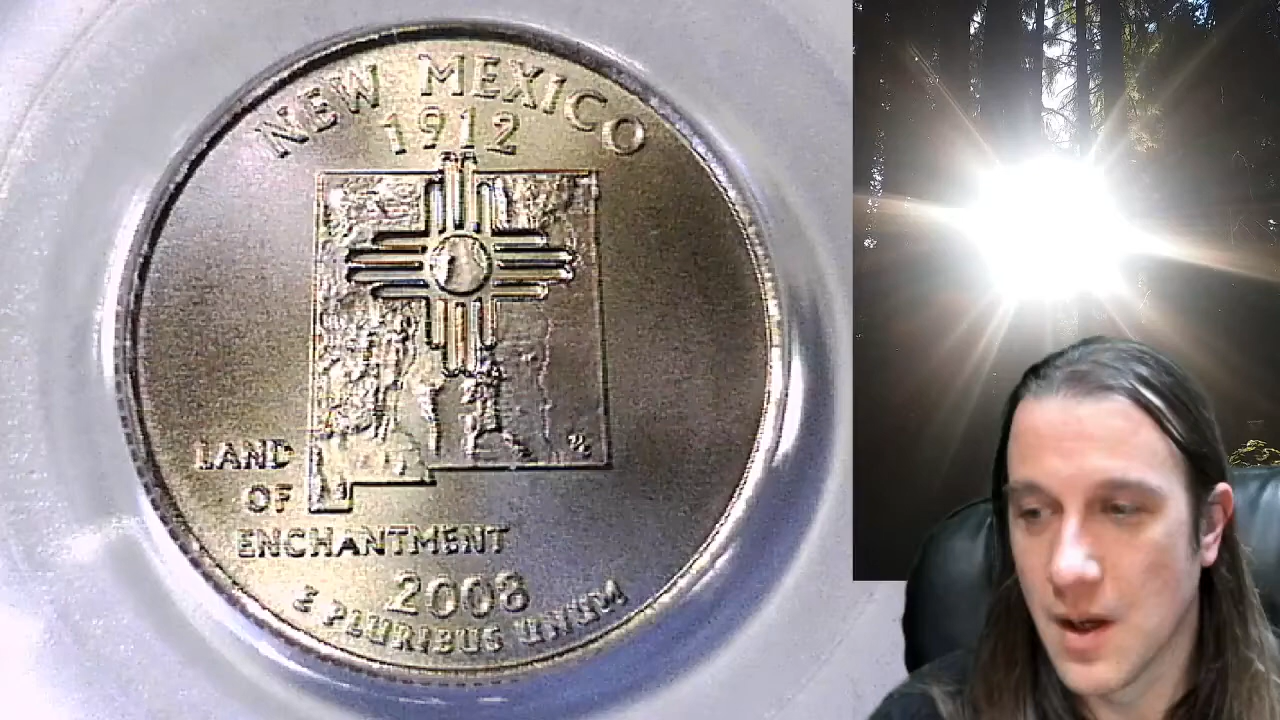 NEW MEXICO
1912
LAND
OF
ENCHANTMENT
2008
E PLURIBUS UNUM